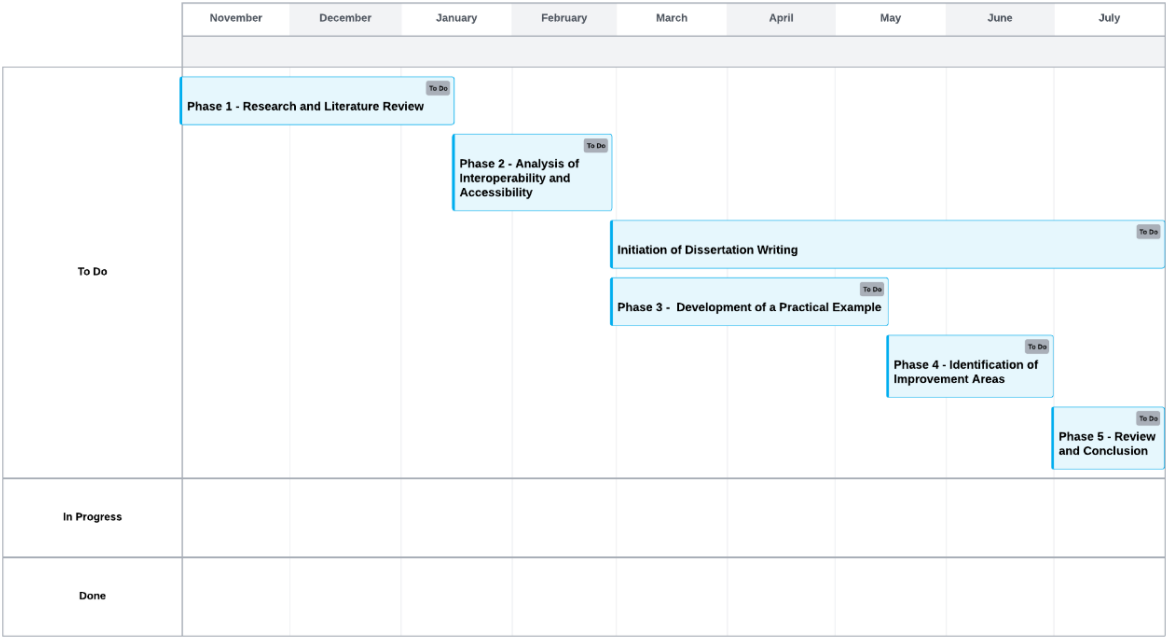 November December January February March April May June July
To Do
Phase 1 - Research and Literature Review
To Do
Phase 2 - Analysis of
Interoperability and
Accessibility
To Do
Initiation of Dissertation Writing
To Do
To Do
Phase 3 -  Development of a Practical Example
To Do
Phase 4 - Identification of
Improvement Areas
To Do
Phase 5 - Review
and Conclusion
In Progress
Done